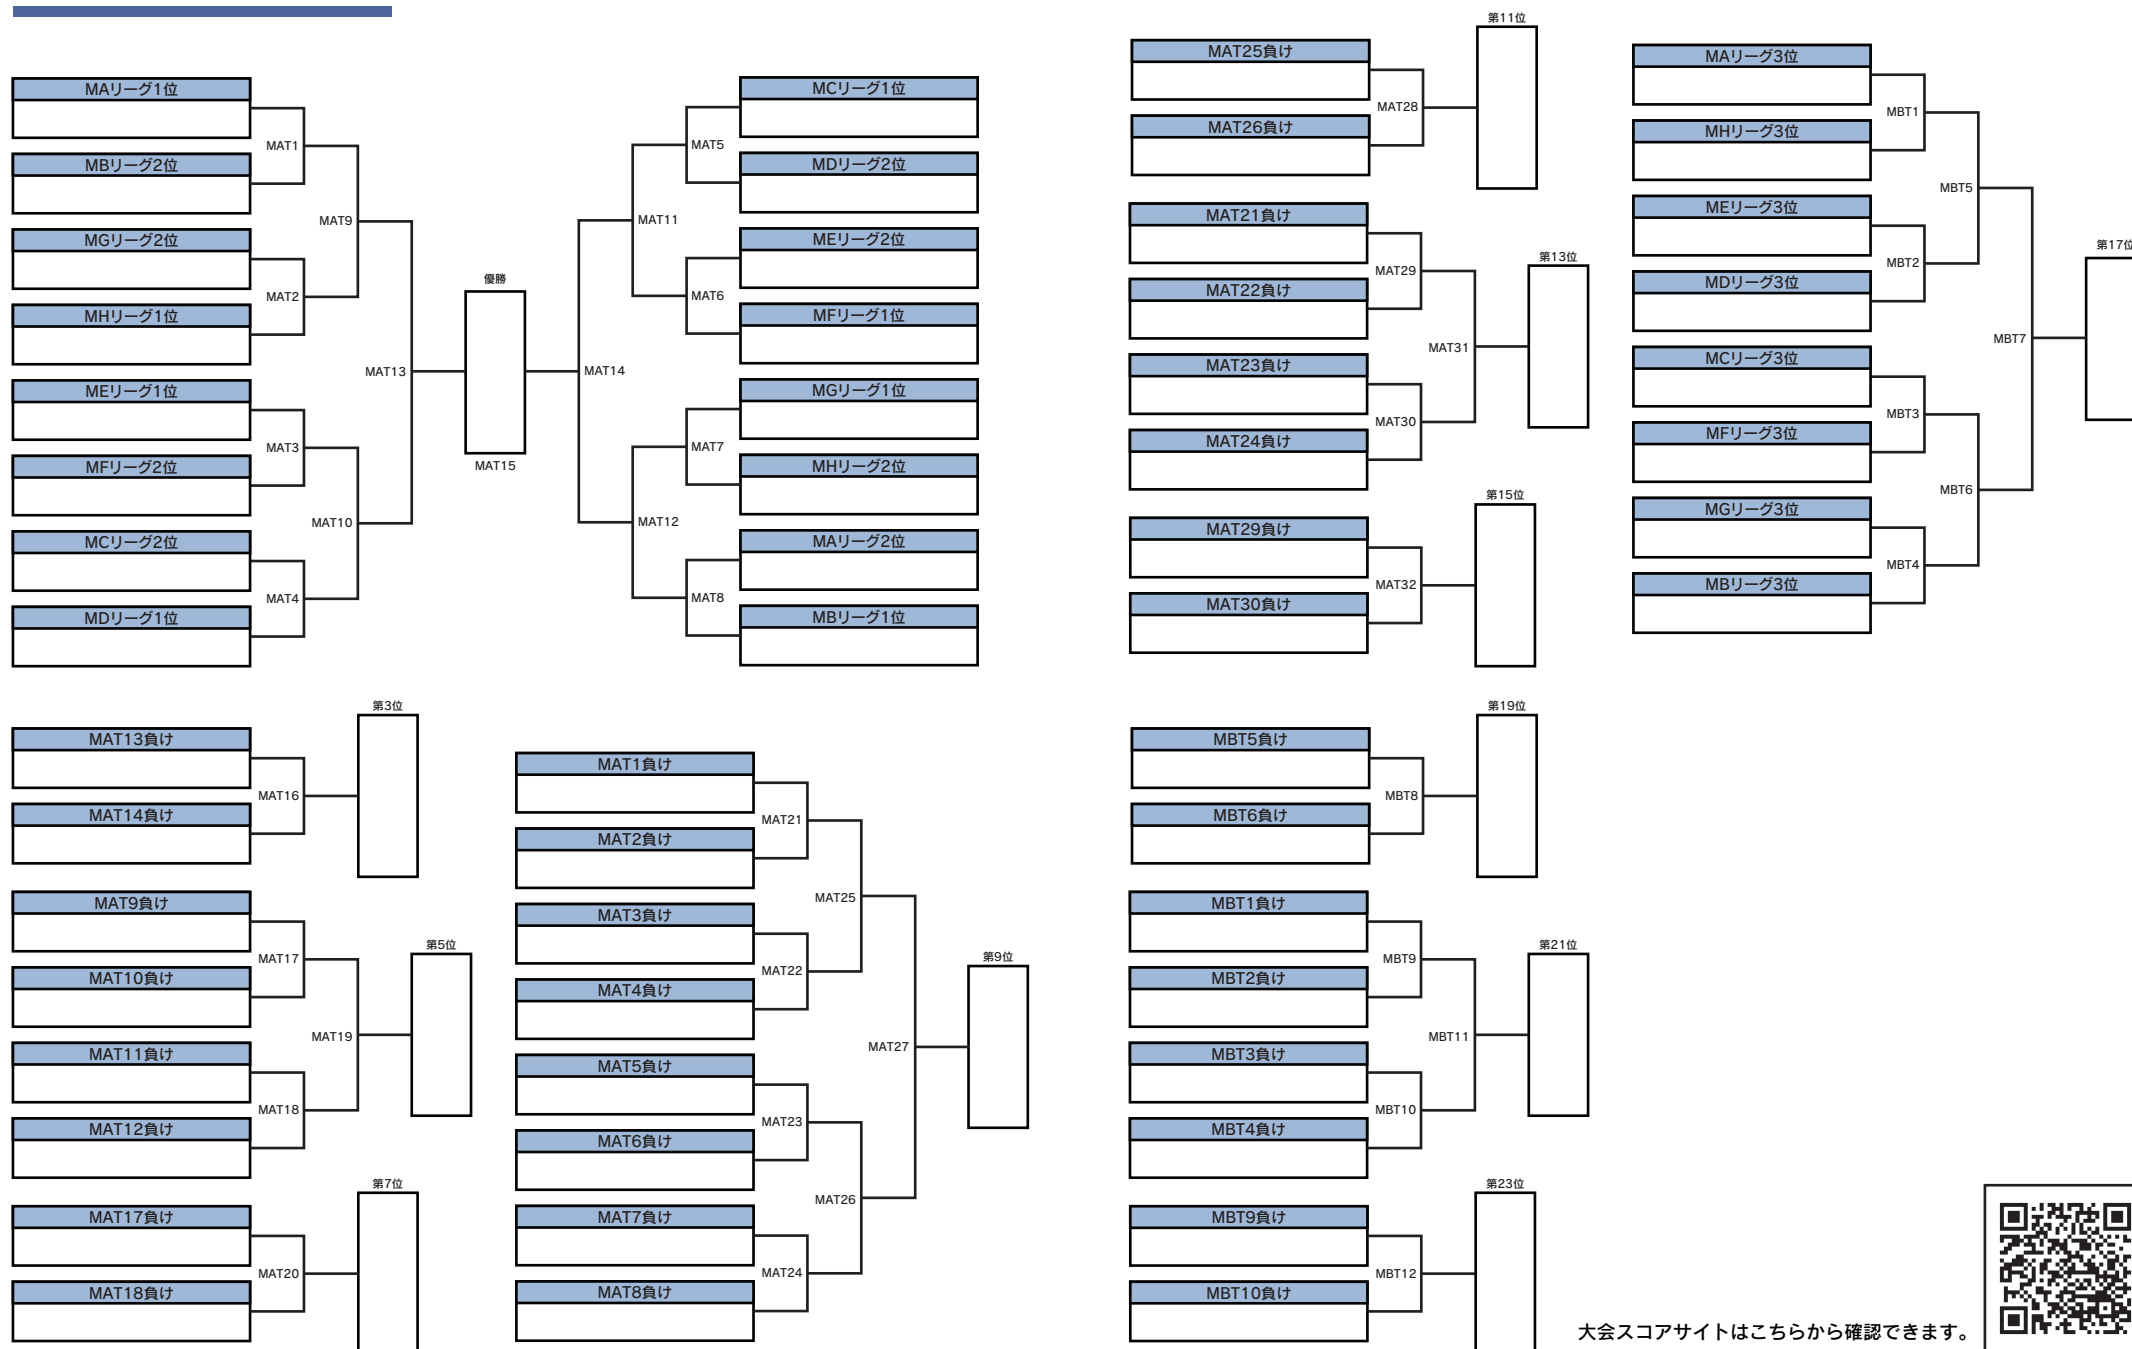 MAリーグ1位
MAT1
MBリーグ2位
MAT9
MGリーグ2位
MAT2
MHリーグ1位
MAT13
MEリーグ1位
MAT3
MFリーグ2位
MAT10
MCリーグ2位
MAT4
MDリーグ1位
優勝
MAT15
MCリーグ1位
MAT5
MDリーグ2位
MAT11
MEリーグ2位
MAT6
MFリーグ1位
MAT14
MGリーグ1位
MAT7
MHリーグ2位
MAT12
MAリーグ2位
MAT8
MBリーグ1位
第3位
MAT13負け
MAT16
MAT14負け
MAT9負け
第5位
MAT17
MAT10負け
MAT19
MAT11負け
MAT18
MAT12負け
第7位
MAT17負け
MAT20
MAT18負け
MAT1負け
MAT21
MAT2負け
MAT25
MAT3負け
第9位
MAT22
MAT4負け
MAT27
MAT5負け
MAT23
MAT6負け
MAT26
MAT7負け
MAT24
MAT8負け
第11位
MAT25負け
MAT28
MAT26負け
MAT21負け
第13位
MAT29
MAT22負け
MAT31
MAT23負け
MAT30
MAT24負け
第15位
MAT29負け
MAT32
MAT30負け
MAリーグ3位
MBT1
MHリーグ3位
MBT5
MEリーグ3位
第17位
MBT2
MDリーグ3位
MBT7
MCリーグ3位
MBT3
MFリーグ3位
MBT6
MGリーグ3位
MBT4
MBリーグ3位
第19位
MBT5負け
MBT8
MBT6負け
MBT1負け
第21位
MBT9
MBT2負け
MBT11
MBT3負け
MBT10
MBT4負け
第23位
MBT9負け
MBT12
MBT10負け
大会スコアサイトはこちらから確認できます。